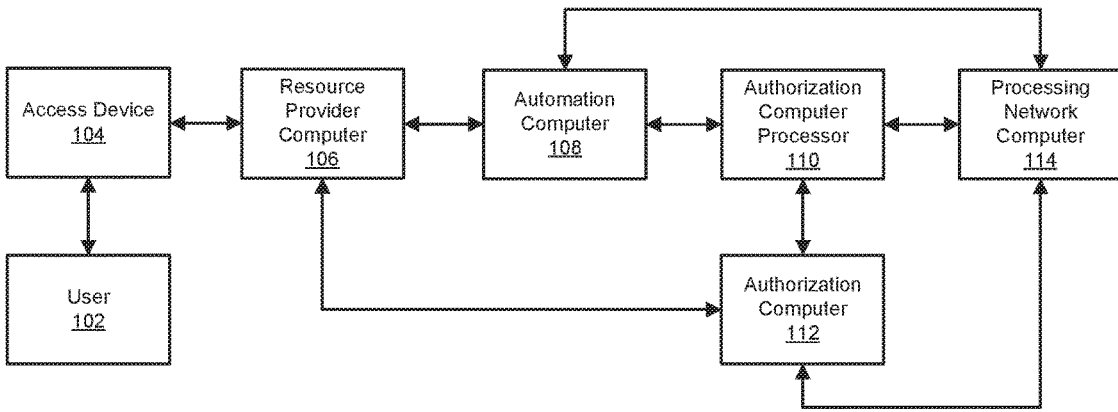 Access Device
104
Resource
Provider
Computer
106
Automation
Computer
108
Authorization
Computer
Processor
110
Processing
Network
Computer
114
User
102
Authorization
Computer
112